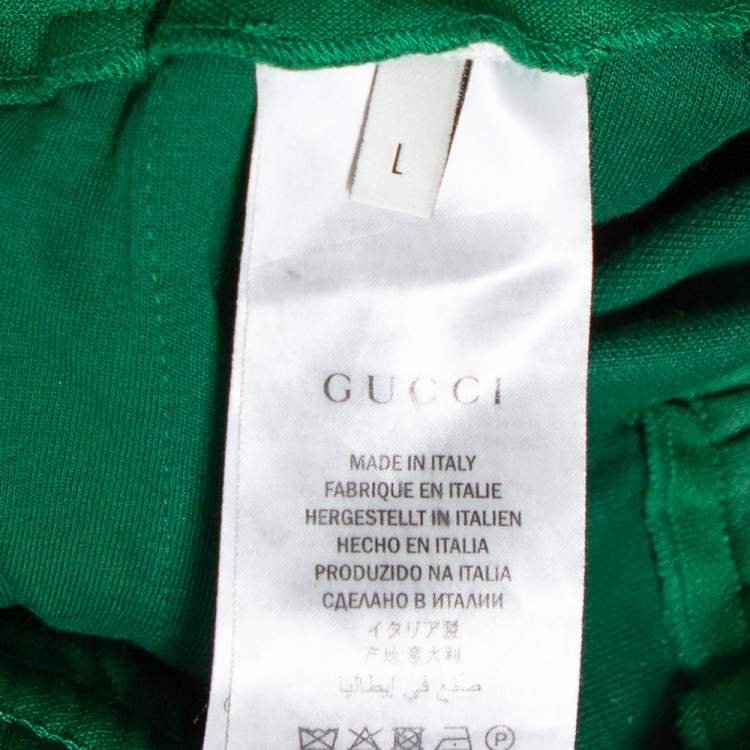 L
GUCCI
MADE IN ITALY
FABRIQUE EN ITALIE
HERGESTELLT IN ITALIEN
HECHO EN ITALIA
PRODUZIDO NA ITALIA
СДЕЛАНО В ИТАЛИИ
イタリア製
产地 意大利
صنع في إيطاليا
P